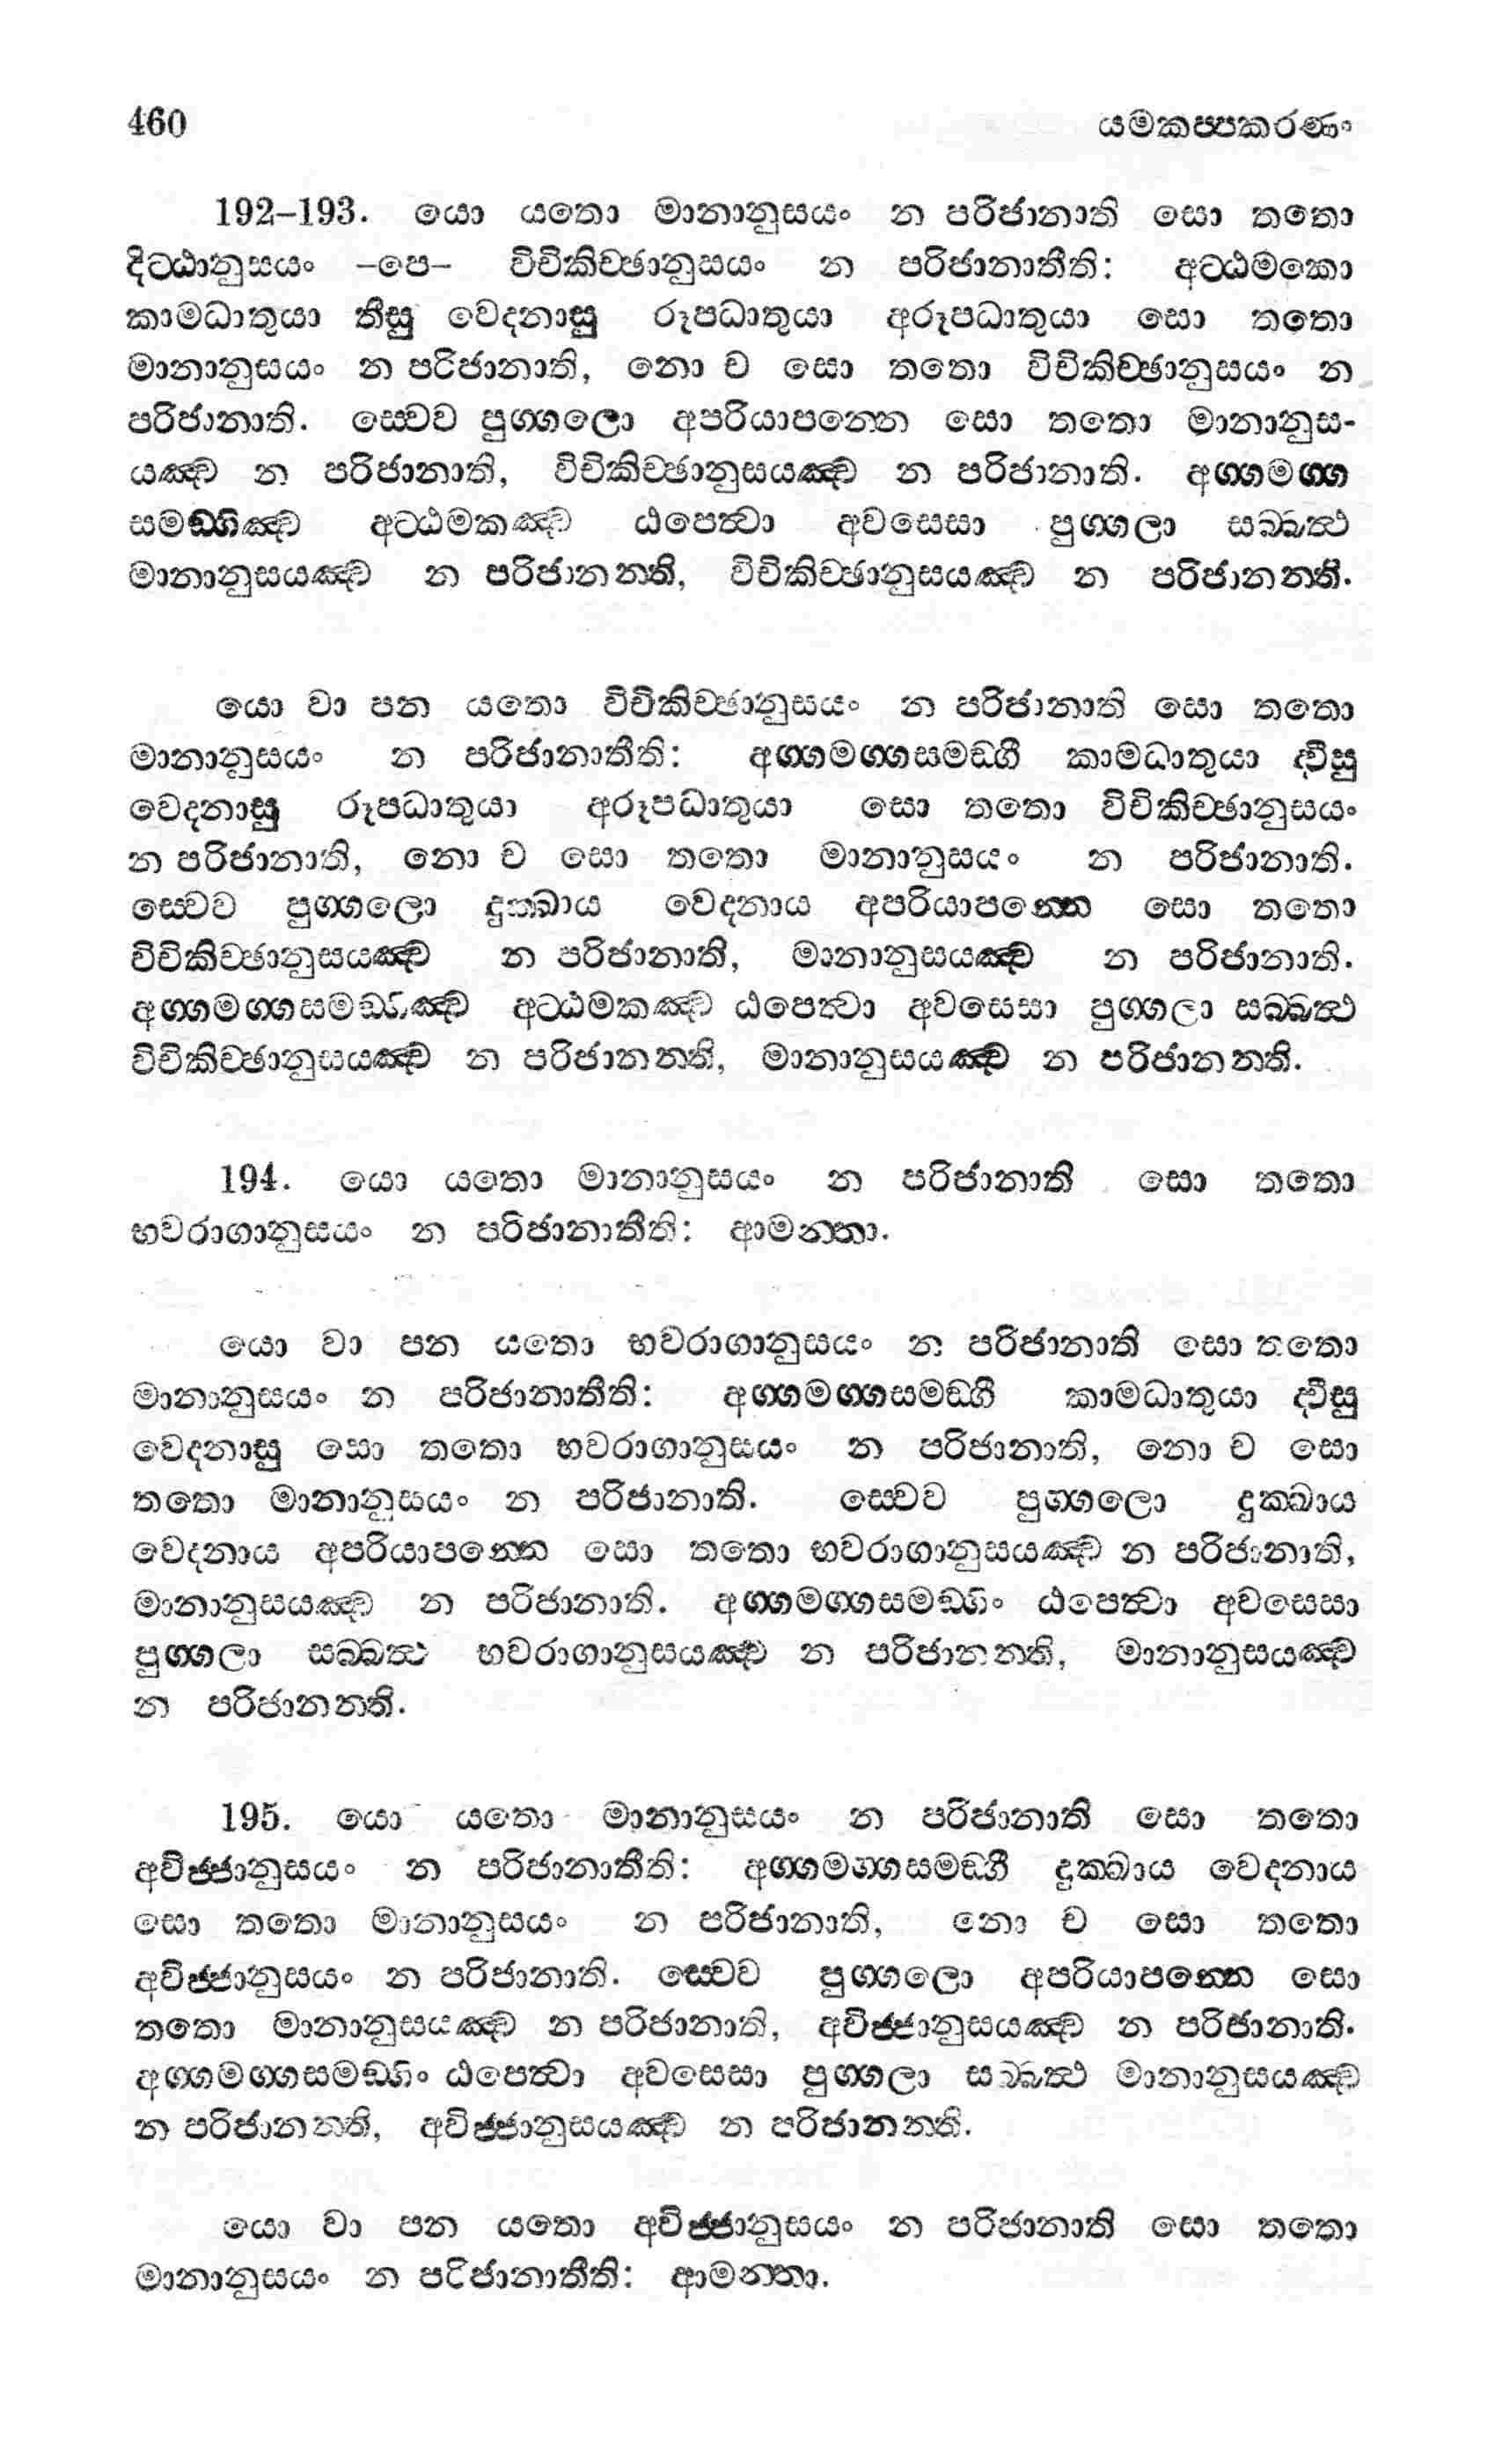 460 යමකප්පකරණං
192–193. යො යතො මානානුසයං න පරිජානාති සො තතො
දිට්ඨානුසයං –පෙ– විචිකිච්ඡානුසයං න පරිජානාතීති: අට්ඨමකො
කාමධාතුයා තීසු වෙදනාසු රූපධාතුයා අරූපධාතුයා සො තතො
මානානුසයං න පරිජානාති, නො ච සො තතො විචිකිච්ඡානුසයං න
පරිජානාති. ස්වෙව පුග්ගලො අපරියාපන්නෙ සො තතො මානානුස-
යඤ්ච න පරිජානාති, විචිකිච්ඡානුසයඤ්ච න පරිජානාති. අග්ගමග්ග
සමඞ්ගිඤ්ච අට්ඨමකඤ්ච ඨපෙත්වා අවසෙසා පුග්ගලා සබ්බත්ථ
මානානුසයඤ්ච න පරිජානන්ති, විචිකිච්ඡානුසයඤ්ච න පරිජානන්ති.
යො වා පන යතො විචිකිච්ඡානුසයං න පරිජානාති සො තතො
මානානුසයං න පරිජානාතීති: අග්ගමග්ගසමඞ්ගී කාමධාතුයා ද්වීසු
වෙදනාසු රූපධාතුයා අරූපධාතුයා සො තතො විචිකිච්ඡානුසයං
න පරිජානාති, නො ච සො තතො මානානුසයං න පරිජානාති.
ස්වෙව පුග්ගලො දුක්ඛාය වෙදනාය අපරියාපන්නෙ සො තතො
විචිකිච්ඡානුසයඤ්ච න පරිජානාති, මානානුසයඤ්ච න පරිජානාති.
අග්ගමග්ගසමඞ්ගිඤ්ච අට්ඨමකඤ්ච ඨපෙත්වා අවසෙසා පුග්ගලා සබ්බත්ථ
විචිකිච්ඡානුසයඤ්ච න පරිජානන්ති, මානානුසයඤ්ච න පරිජානන්ති.
194. යො යතො මානානුසයං න පරිජානාති සො තතො
භවරාගානුසයං න පරිජානාතීති: ආමන්තා.
යො වා පන යතො භවරාගානුසයං න පරිජානාති සො තතො
මානානුසයං න පරිජානාතීති: අග්ගමග්ගසමඞ්ගී කාමධාතුයා ද්වීසු
වෙදනාසු සො තතො භවරාගානුසයං න පරිජානාති, නො ච සො
තතො මානානුසයං න පරිජානාති. ස්වෙව පුග්ගලො දුක්ඛාය
වෙදනාය අපරියාපන්නෙ සො තතො භවරාගානුසයඤ්ච න පරිජානාති,
මානානුසයඤ්ච න පරිජානාති. අග්ගමග්ගසමඞ්ගිං ඨපෙත්වා අවසෙසා
පුග්ගලා සබ්බත්ථ භවරාගානුසයඤ්ච න පරිජානන්ති, මානානුසයඤ්ච
න පරිජානන්ති.
195. යො යතො මානානුසයං න පරිජානාති සො තතො
අවිජ්ජානුසයං න පරිජානාතීති: අග්ගමග්ගසමඞ්ගී දුක්ඛාය වෙදනාය
සො තතො මානානුසයං න පරිජානාති, නො ච සො තතො
අවිජ්ජානුසයං න පරිජානාති. ස්වෙව පුග්ගලො අපරියාපන්නෙ සො
තතො මානානුසයඤ්ච න පරිජානාති, අවිජ්ජානුසයඤ්ච න පරිජානාති.
අග්ගමග්ගසමඞ්ගිං ඨපෙත්වා අවසෙසා පුග්ගලා සබ්බත්ථ මානානුසයඤ්ච
න පරිජානන්ති, අවිජ්ජානුසයඤ්ච න පරිජානන්ති.
යො වා පන යතො අවිජ්ජානුසයං න පරිජානාති සො තතො
මානානුසයං න පරිජානාතීති: ආමන්තා.